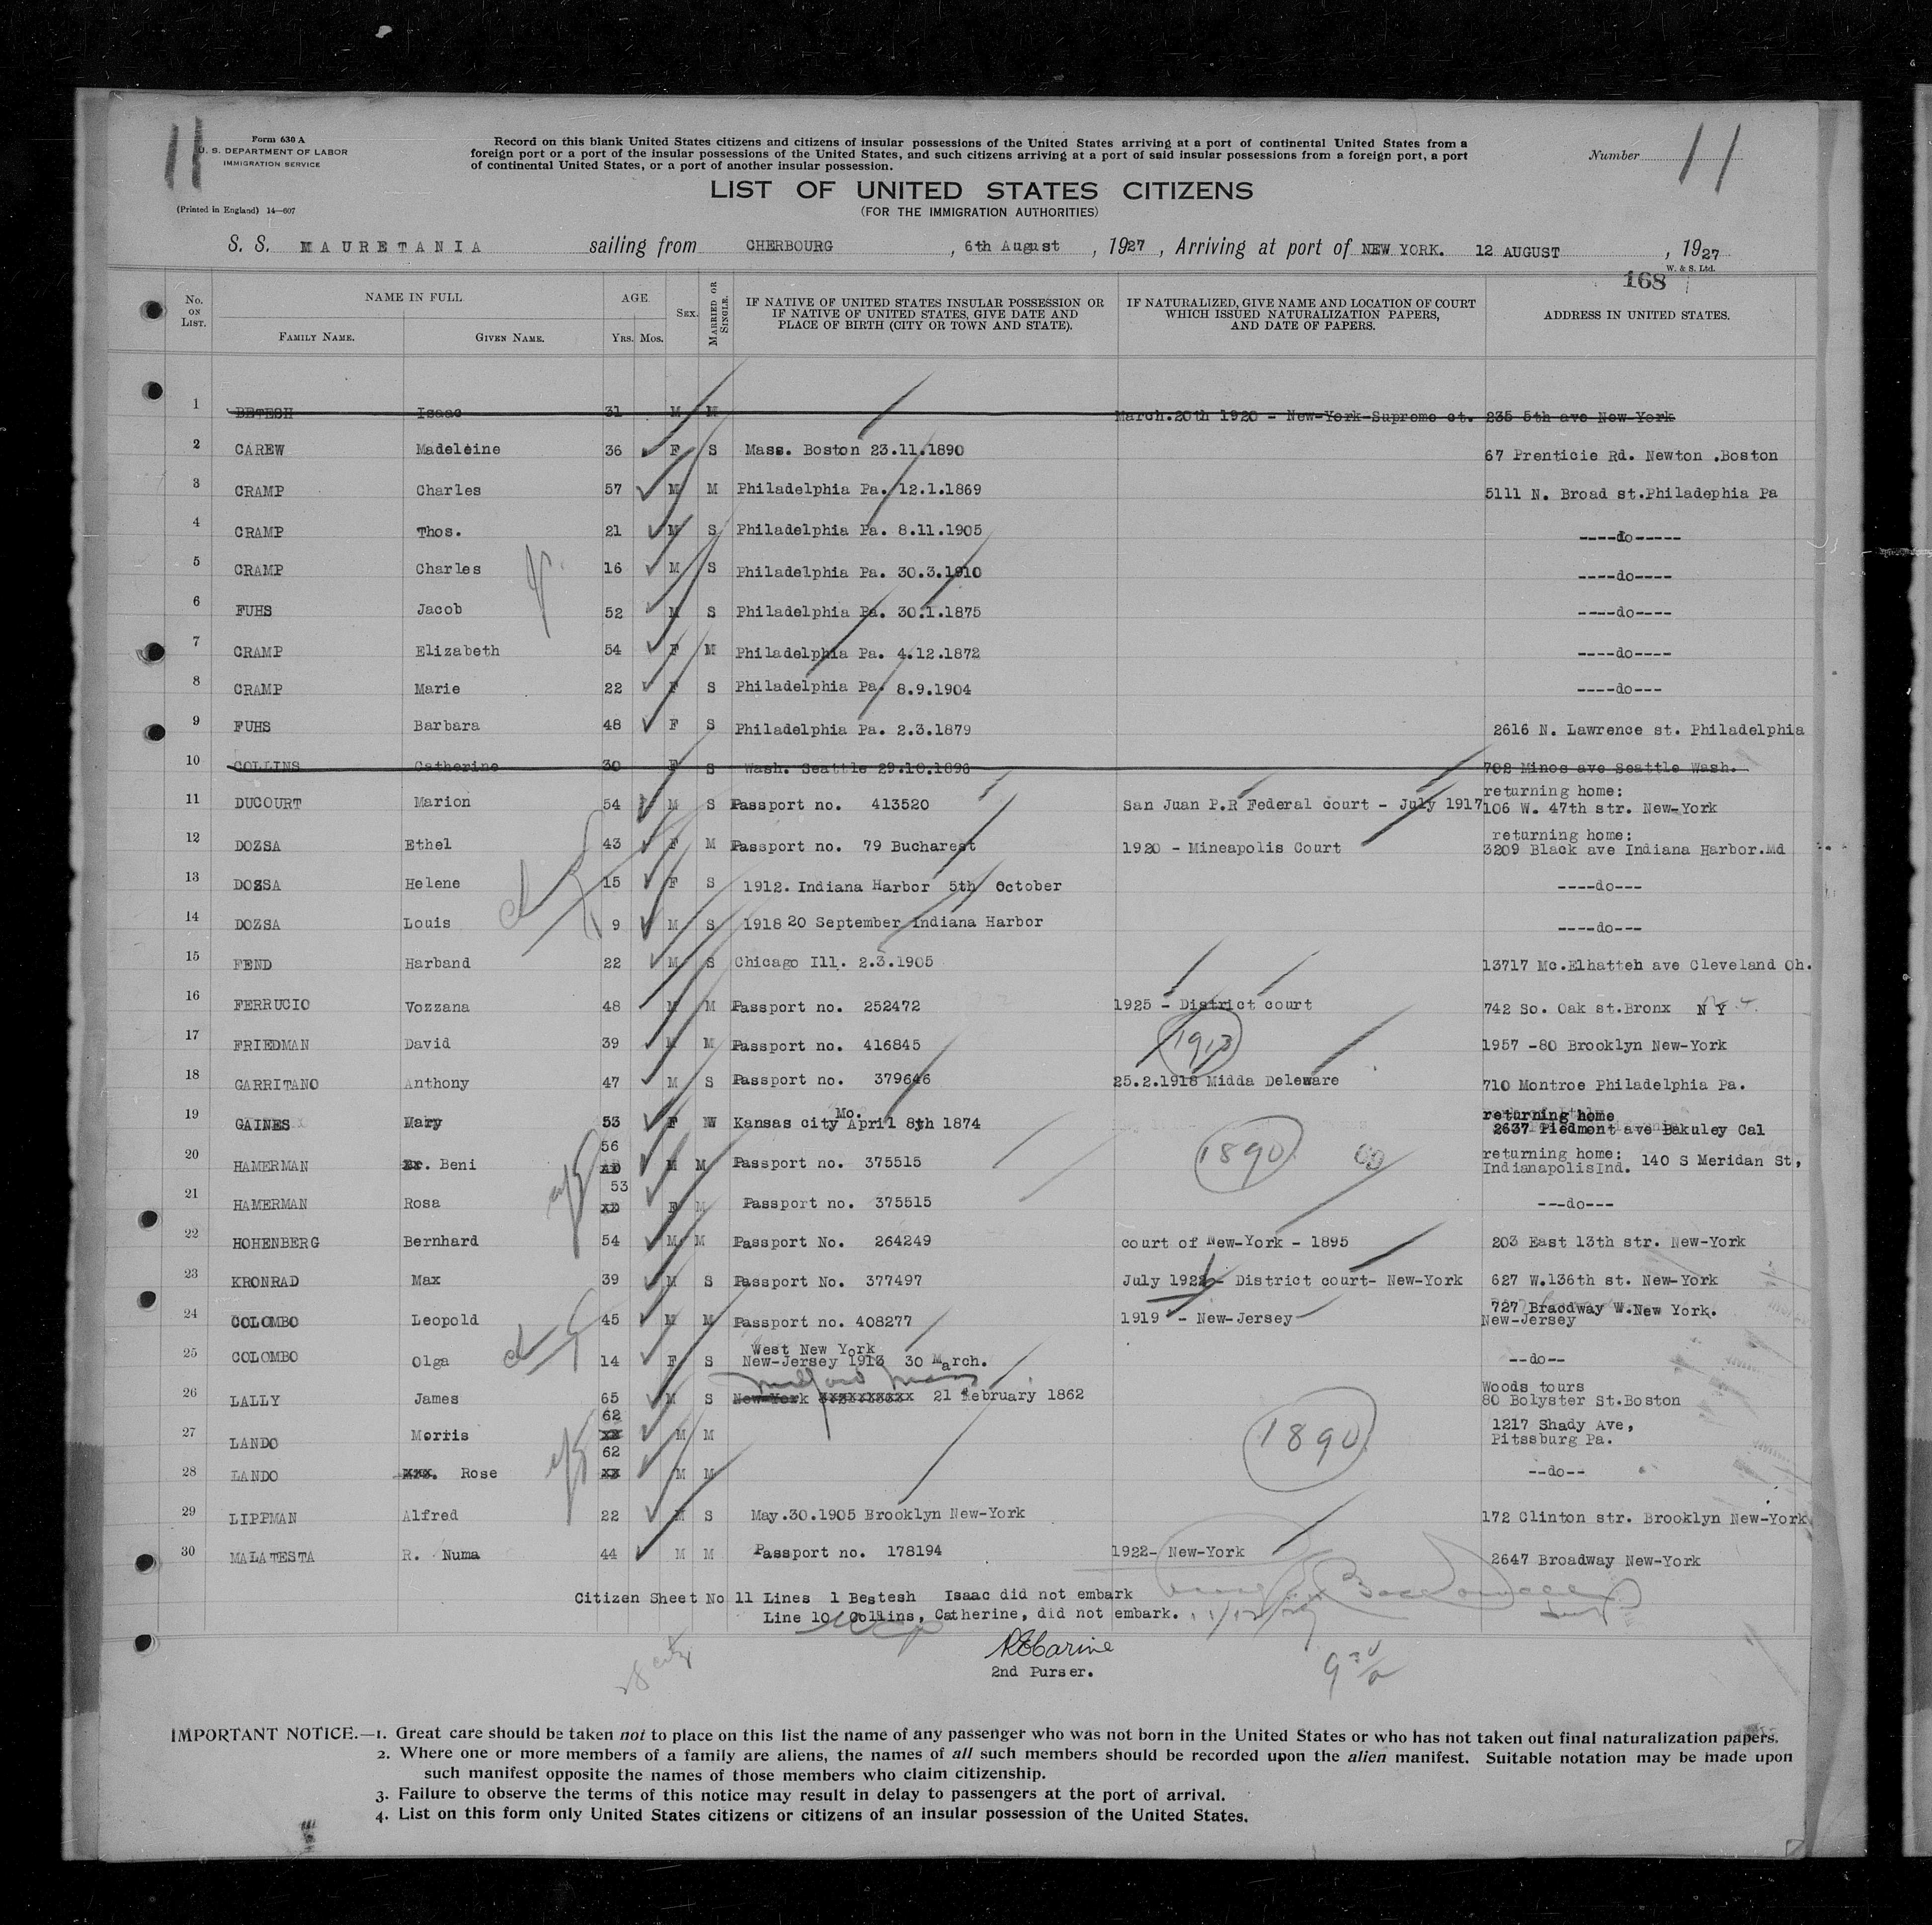 11
Form 630 A
U. S. DEPARTMENT OF LABOR
IMMIGRATION SERVICE
(Printed in England) 14—607
Record on this blank United States citizens and citizens of insular possessions of the United States arriving at a port of continental United States from a
foreign port or a port of the insular possessions of the United States, and such citizens arriving at a port of said insular possessions from a foreign port, a port
of continental United States, or a port of another insular possession.
Number 11
LIST OF UNITED STATES CITIZENS
(FOR THE IMMIGRATION AUTHORITIES)
S. S. MAURETANIA sailing from CHERBOURG , 6th August , 1927 , Arriving at port of NEW YORK. 12 AUGUST , 1927
W. & S. Ltd.
168
No. ON LIST. NAME IN FULL AGE SEX. MARRIED OR SINGLE. IF NATIVE OF UNITED STATES INSULAR POSSESSION OR IF NATIVE OF UNITED STATES, GIVE DATE AND PLACE OF BIRTH (CITY OR TOWN AND STATE). IF NATURALIZED, GIVE NAME AND LOCATION OF COURT WHICH ISSUED NATURALIZATION PAPERS, AND DATE OF PAPERS. ADDRESS IN UNITED STATES.
FAMILY NAME. GIVEN NAME. YRS. MOS.
1 BETESH Isaac 31 M M March.20th 1920 - New-York-Supreme ct. 235 5th ave New-York
2 CAREW Madeleine 36 F S Mass. Boston 23.11.1890 67 Prenticie Rd. Newton .Boston
3 CRAMP Charles 57 M M Philadelphia Pa. 12.1.1869 5111 N. Broad st.Philadephia Pa
4 CRAMP Thos. 21 M S Philadelphia Pa. 8.11.1905 ----do-----
5 CRAMP Charles 16 M S Philadelphia Pa. 30.3.1910 ----do----
6 FUHS Jacob 52 M S Philadelphia Pa. 30.1.1875 ----do----
7 CRAMP Elizabeth 54 F M Philadelphia Pa. 4.12.1872 ----do----
8 CRAMP Marie 22 F S Philadelphia Pa. 8.9.1904 ----do---
9 FUHS Barbara 48 F S Philadelphia Pa. 2.3.1879 2616 N. Lawrence st. Philadelphia
10 COLLINS Catherine 30 F S Wash. Seattle 29.10.1896 702 Minos ave Seattle Wash.
returning home:
11 DUCOURT Marion 54 M S Passport no. 413520 San Juan P.R Federal court - July 1917 106 W. 47th str. New-York
returning home:
12 DOZSA Ethel 43 F M Passport no. 79 Bucharest 1920 - Mineapolis Court 3209 Black ave Indiana Harbor.Md
13 DOZSA Helene 15 F S 1912. Indiana Harbor 5th October ----do---
14 DOZSA Louis 9 M S 1918 20 September Indiana Harbor ----do---
15 FEND Harband 22 M S Chicago Ill. 2.3.1905 13717 Mc.Elhatten ave Cleveland Oh.
16 FERRUCIO Vozzana 48 M M Passport no. 252472 1925 - District court 742 So. Oak st.Bronx N Y
17 FRIEDMAN David 39 M M Passport no. 416845 1913 1957 -80 Brooklyn New-York
18 GARRITANO Anthony 47 M S Passport no. 379646 25.2.1918 Midda Deleware 710 Montroe Philadelphia Pa.
Mo. returning home
19 GAINES Mary 53 F W Kansas city April 8th 1874 2637 Piedmont ave Bakuley Cal
56 returning home:
20 HAMERMAN Dr. Beni M M Passport no. 375515 1890 IndianapolisInd. 140 S Meridan St,
53
21 HAMERMAN Rosa F M Passport no. 375515 ---do---
22 HOHENBERG Bernhard 54 M M Passport No. 264249 court of New-York - 1895 203 East 13th str. New-York
23 KRONRAD Max 39 M S Passport No. 377497 July 1922 - District court- New-York 627 W.136th st. New-York
727 Braodway W.New York.
24 COLOMBO Leopold 45 M M Passport no. 408277 1919 - New-Jersey New-Jersey
West New York
25 COLOMBO Olga 14 F S New-Jersey 1913 30 March. --do--
Milford Mass Woods tours
26 LALLY James 65 M S New-York xxxxxxxxxx 21 February 1862 80 Bolyster St.Boston
62 1217 Shady Ave,
27 LANDO Morris xx M M 1890 Pitssburg Pa.
62
28 LANDO xxx. Rose xx M M --do--
29 LIPPMAN Alfred 22 M S May.30.1905 Brooklyn New-York 172 Clinton str. Brooklyn New-York
30 MALATESTA R. Numa 44 M M Passport no. 178194 1922- New-York 2647 Broadway New-York
Citizen Sheet No 11 Lines 1 Bestesh Isaac did not embark
Line 10 Collins, Catherine, did not embark.
2nd Purser.
IMPORTANT NOTICE.—1. Great care should be taken not to place on this list the name of any passenger who was not born in the United States or who has not taken out final naturalization papers.
2. Where one or more members of a family are aliens, the names of all such members should be recorded upon the alien manifest. Suitable notation may be made upon
such manifest opposite the names of those members who claim citizenship.
3. Failure to observe the terms of this notice may result in delay to passengers at the port of arrival.
4. List on this form only United States citizens or citizens of an insular possession of the United States.